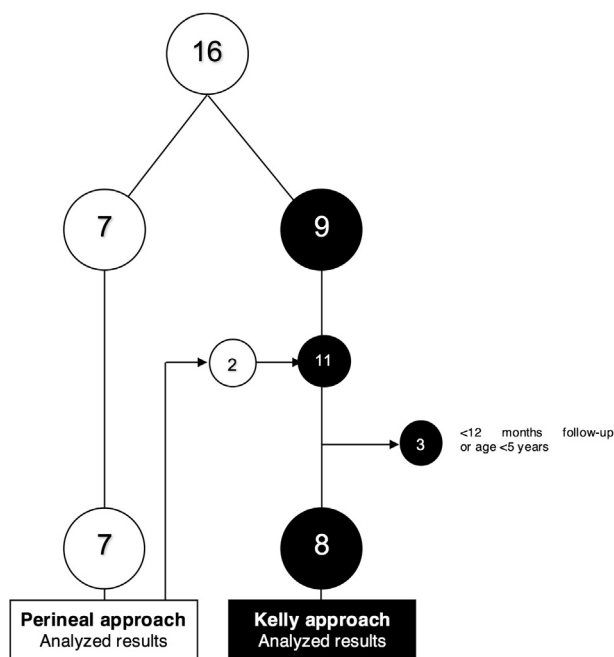 16
7
9
2
11
3
<12 months follow-up
or age <5 years
7
8
Perineal approach
Analyzed results
Kelly approach
Analyzed results